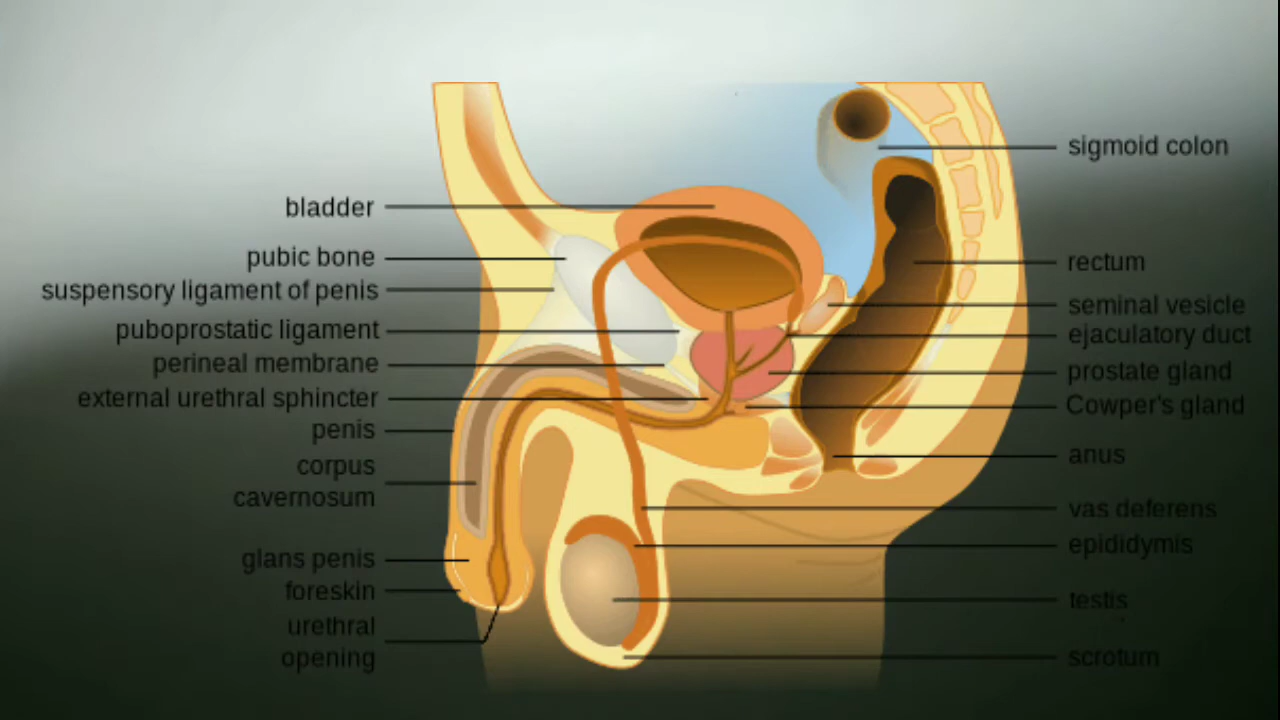 bladder
pubic bone
suspensory ligament of penis
puboprostatic ligament
perineal membrane
external urethral sphincter
penis
corpus
cavernosum
glans penis
foreskin
urethral
opening
sigmoid colon
rectum
seminal vesicle
ejaculatory duct
prostate gland
Cowper's gland
anus
vas deferens
epididymis
testis
scrotum